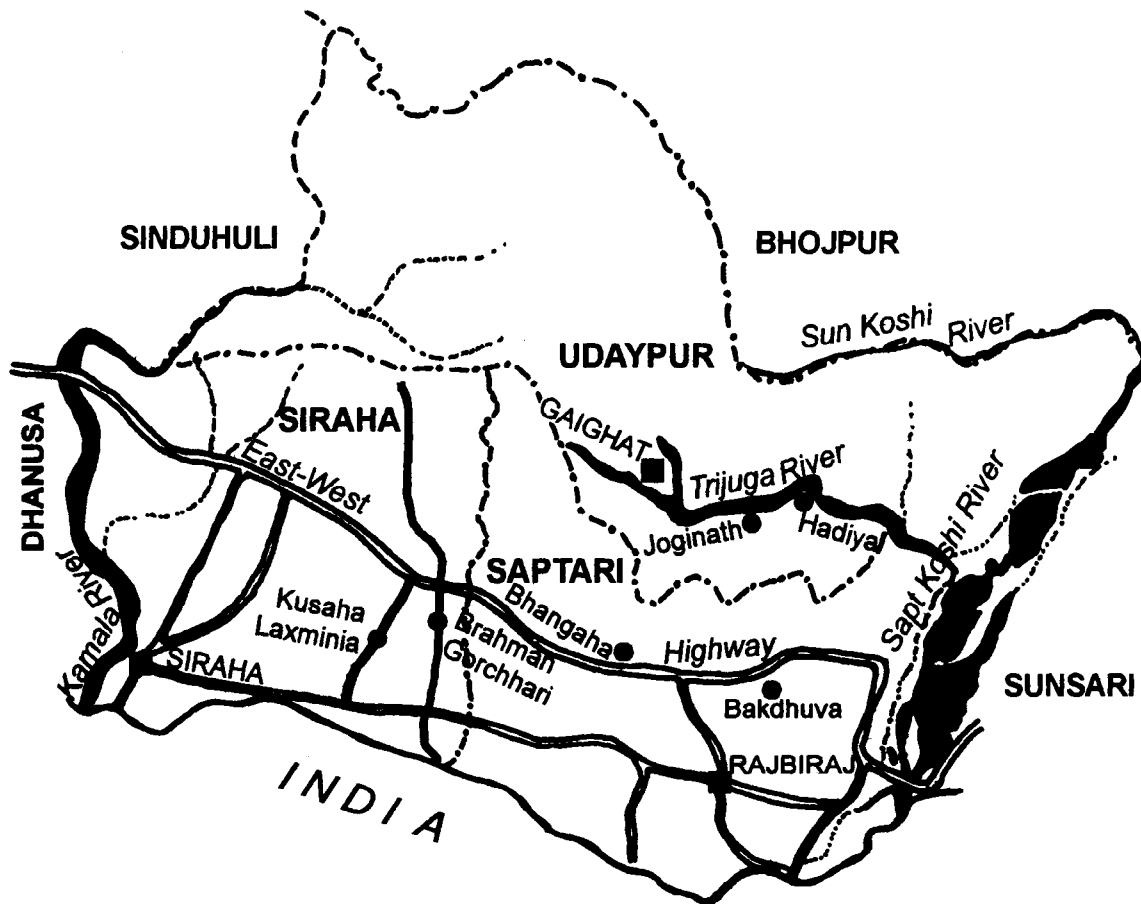 SINDUHULI
BHOJPUR
Sun Koshi River
UDAYPUR
DHANUSA
SIRAHA
GAIGHAT
East-West
Trijuga River
Joginath
Hadiya
Sapt Koshi River
SAPTARI
Kamala River
Kusaha
Laxminia
Brahman
Gorchhari
Bhangaha
Highway
SIRAHA
Bakdhuva
SUNSARI
RAJBIRAJ
INDIA